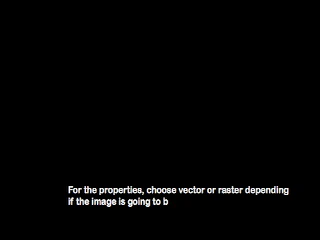 For the properties, choose vector or raster depending
if the image is going to b